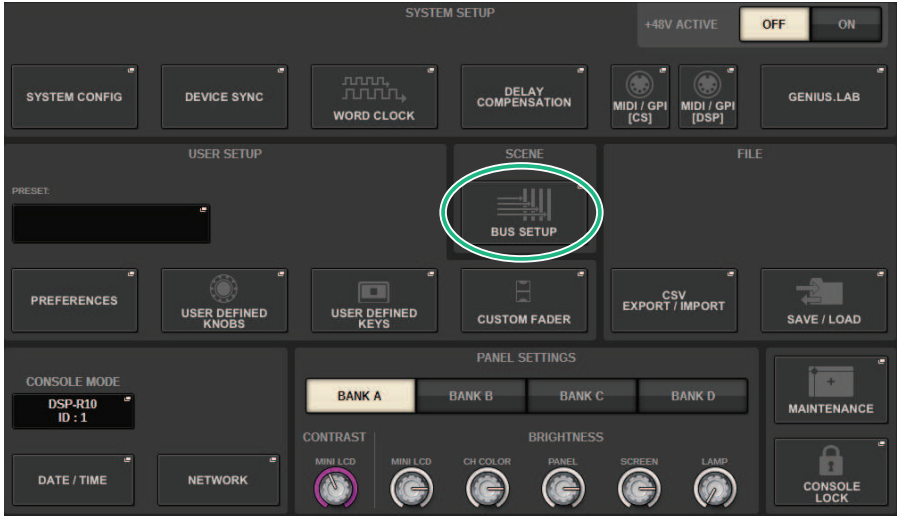 SYSTEM SETUP
+48V ACTIVE
OFF
ON
SYSTEM CONFIG
DEVICE SYNC
WORD CLOCK
DELAY
COMPENSATION
MIDI / GPI
[CS]
MIDI / GPI
[DSP]
GENIUS.LAB
USER SETUP
SCENE
FILE
PRESET:
BUS SETUP
PREFERENCES
USER DEFINED
KNOBS
USER DEFINED
KEYS
CUSTOM FADER
CSV
EXPORT / IMPORT
SAVE / LOAD
CONSOLE MODE
DSP-R10
ID : 1
DATE / TIME
NETWORK
PANEL SETTINGS
BANK A
BANK B
BANK C
BANK D
CONTRAST
BRIGHTNESS
MINI LCD
MINI LCD
CH COLOR
PANEL
SCREEN
LAMP
MAINTENANCE
CONSOLE
LOCK